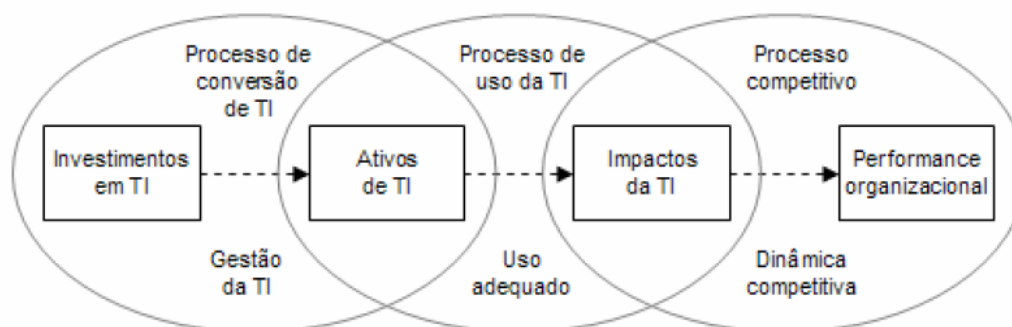 Processo de
conversão
de TI
Processo de
uso da TI
Processo
competitivo
Investimentos
em TI
Ativos
de TI
Impactos
da TI
Performance
organizacional
Gestão
da TI
Uso
adequado
Dinâmica
competitiva